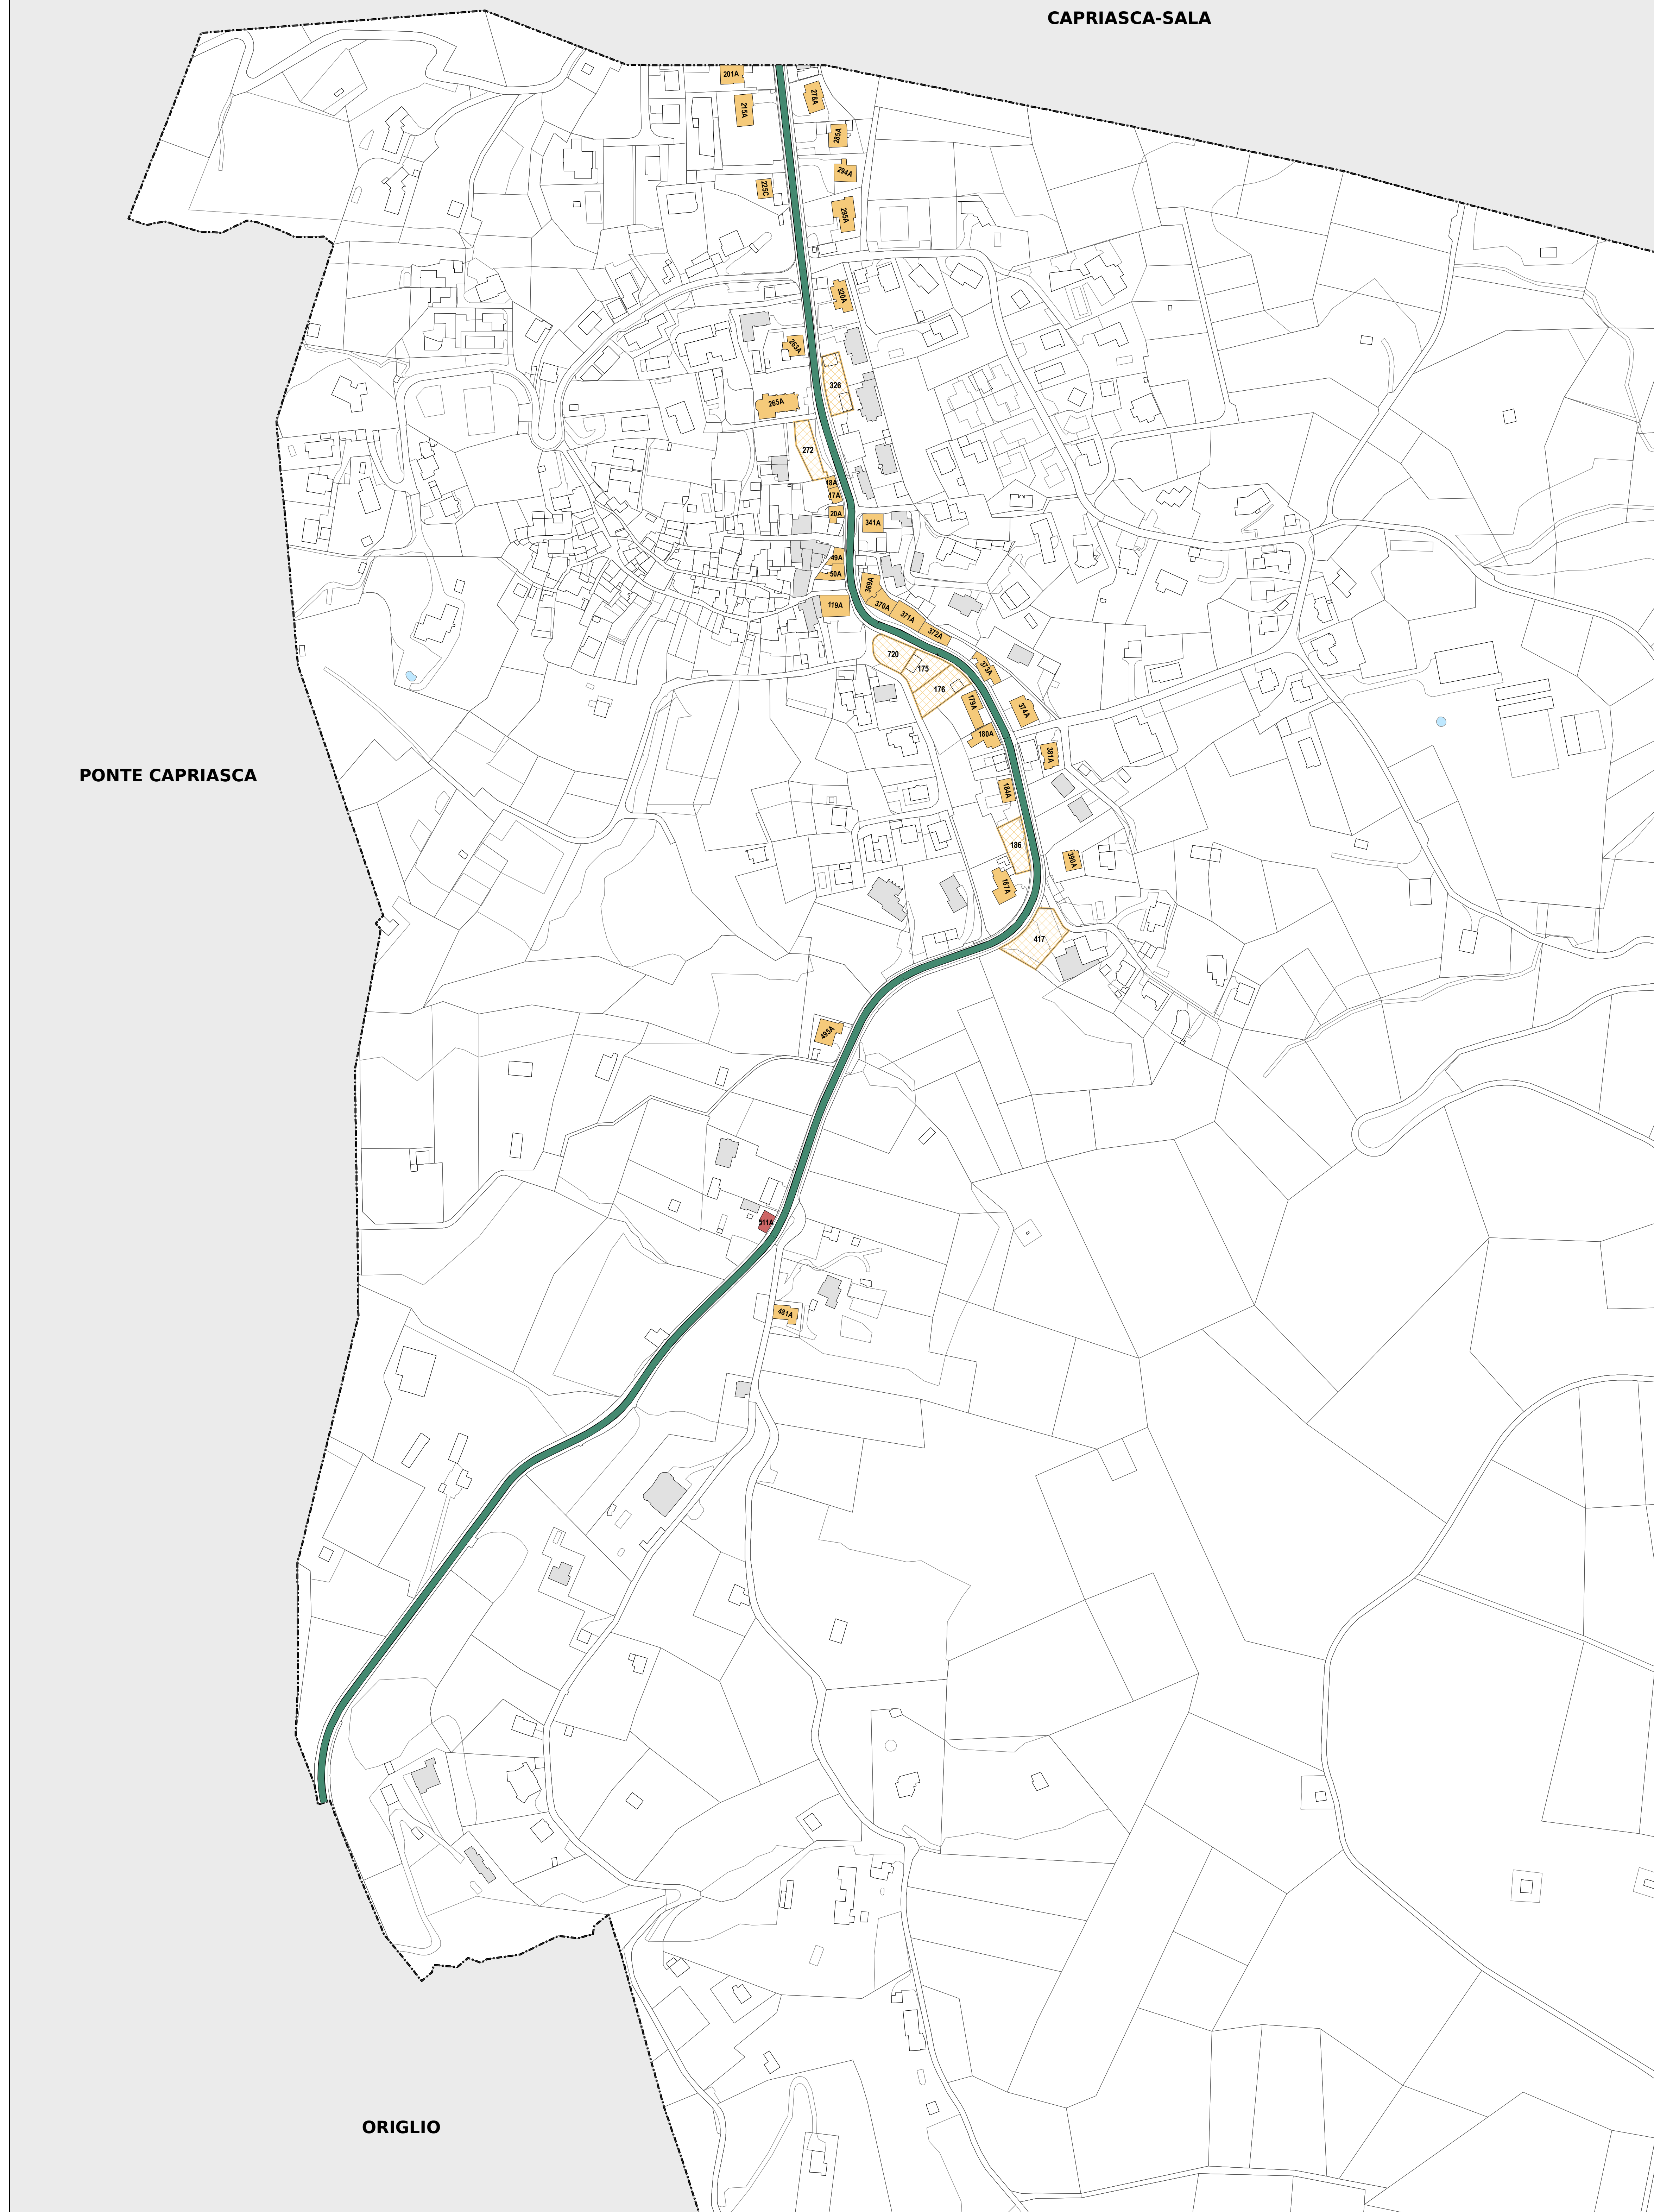 CAPRIASCA-SALA
201A
215A
278A
285A
294A
225C
295A
320A
263A
326
265A
272
18A
17A
20A
341A
49A
50A
369A
119A
370A
371A
372A
720
175
373A
176
179A
374A
180A
381A
PONTE CAPRIASCA
184A
186
390A
187A
417
495A
511A
481A
ORIGLIO